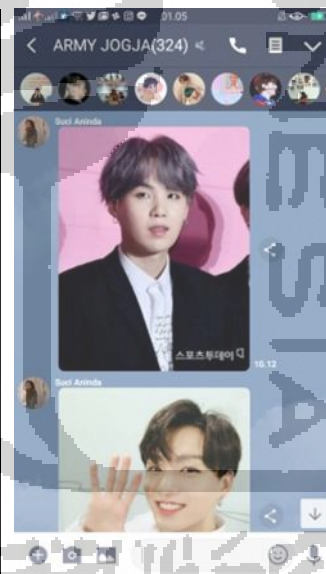 01.05
ARMY JOGJA(324)
Suci Aninda
스포츠투데이
10.12
Suci Aninda